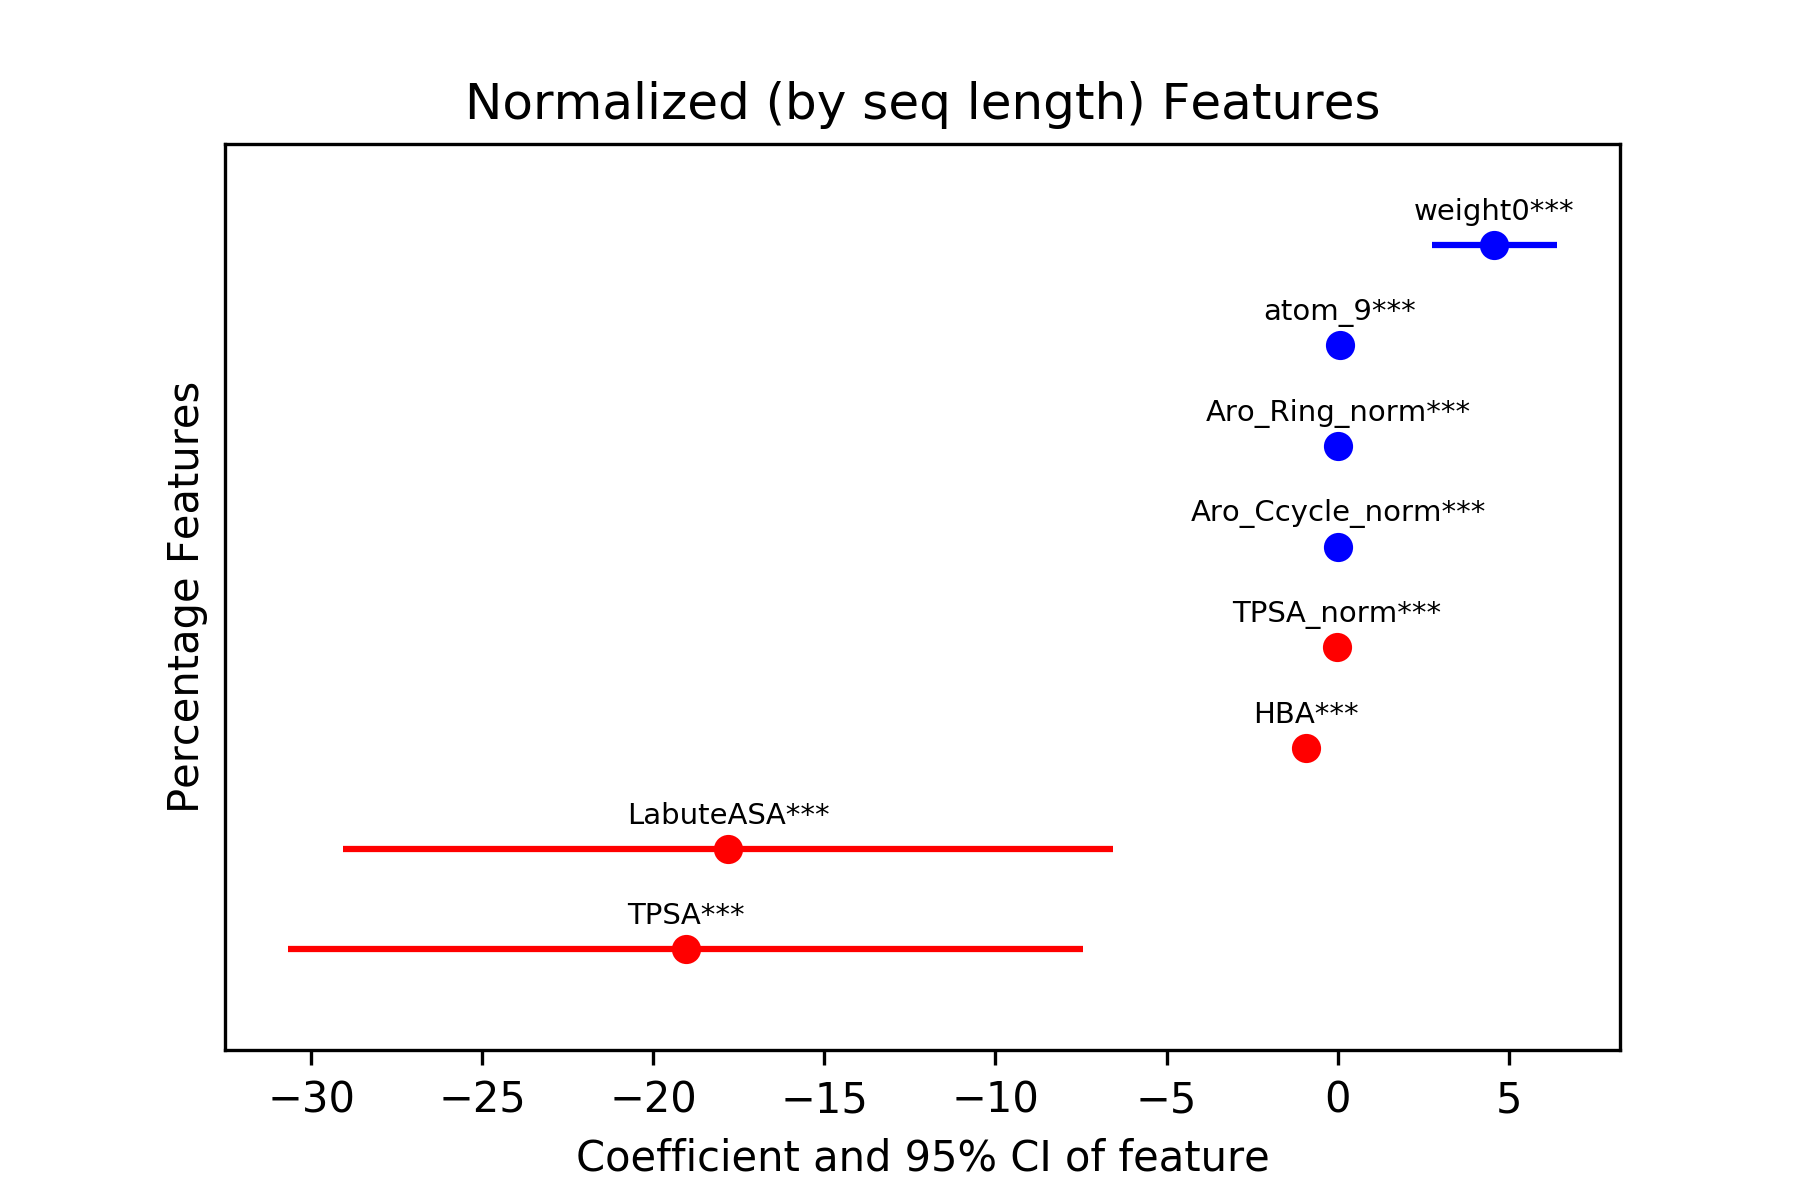 Normalized (by seq length) Features
weight0***
atom_9***
Aro_Ring_norm***
Aro_Ccycle_norm***
TPSA_norm***
HBA***
LabuteASA***
TPSA***
Percentage Features
−30 −25 −20 −15 −10 −5 0 5
Coefficient and 95% CI of feature